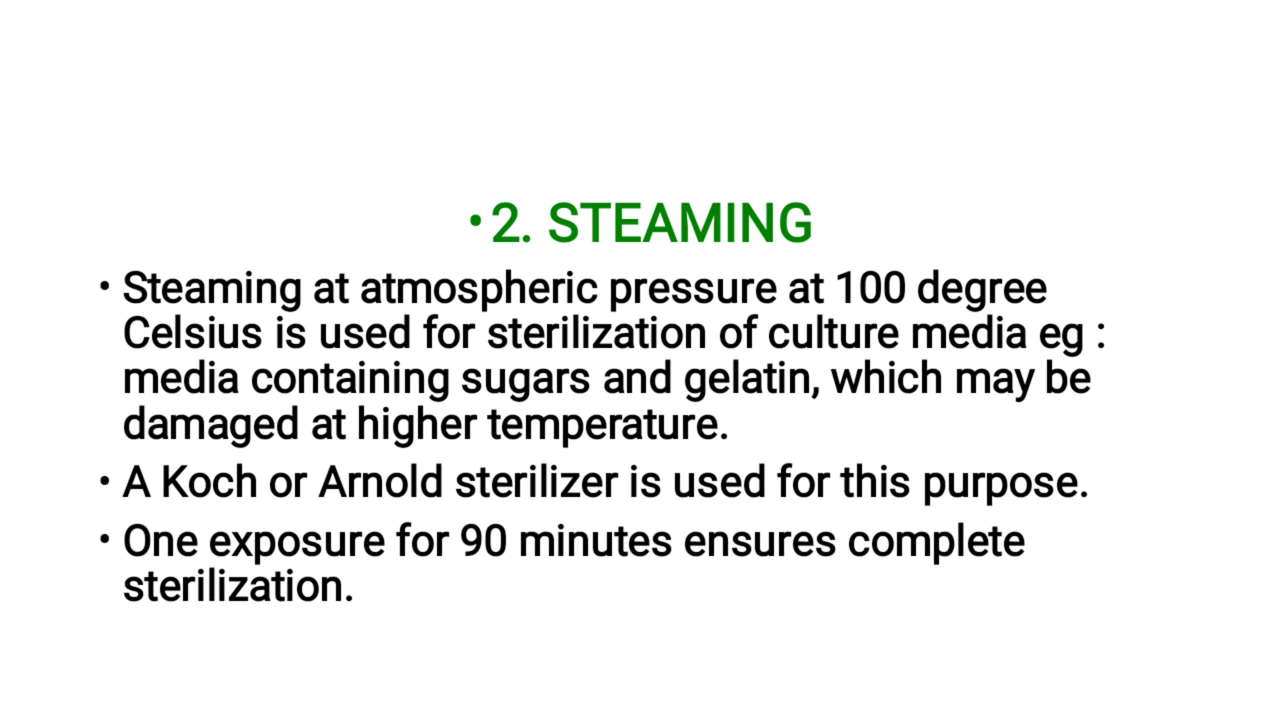 • 2. STEAMING
• Steaming at atmospheric pressure at 100 degree
Celsius is used for sterilization of culture media eg :
media containing sugars and gelatin, which may be
damaged at higher temperature.
• A Koch or Arnold sterilizer is used for this purpose.
• One exposure for 90 minutes ensures complete
sterilization.